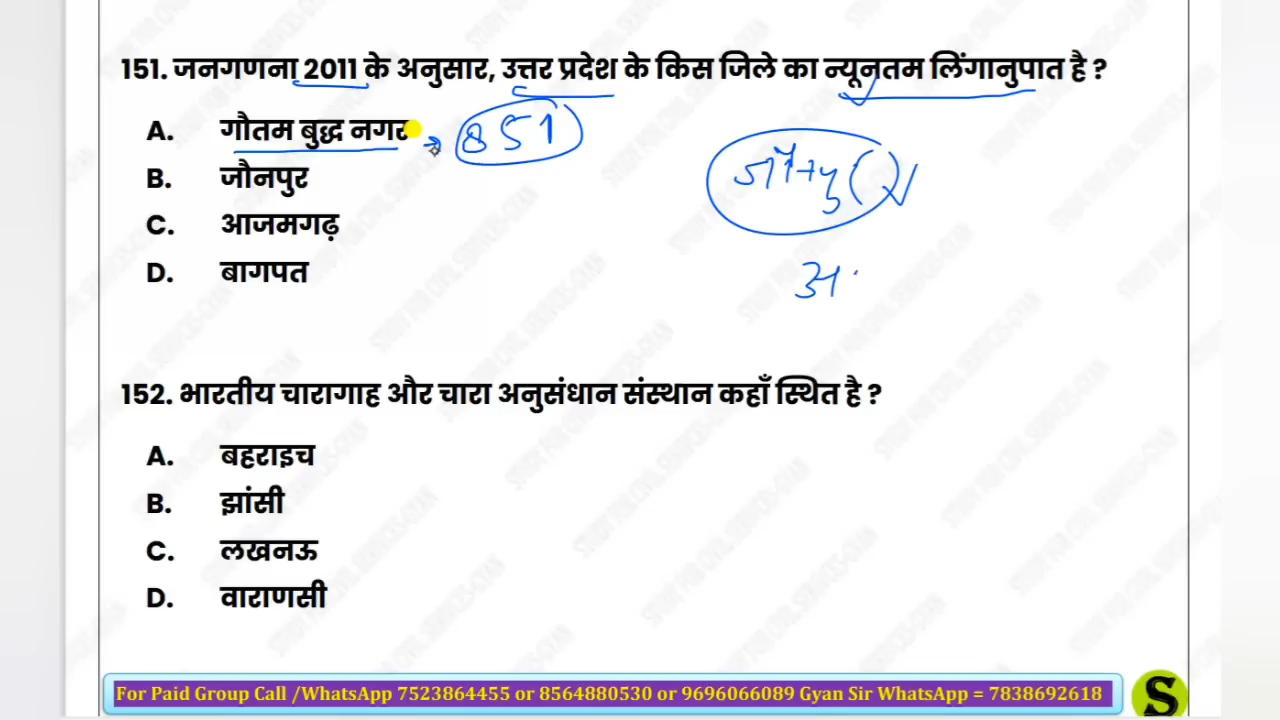 151. जनगणना 2011 के अनुसार, उत्तर प्रदेश के किस जिले का न्यूनतम लिंगानुपात है ?
A. गौतम बुद्ध नगर → 851
B. जौनपुर
C. आजमगढ़
D. बागपत
152. भारतीय चारागाह और चारा अनुसंधान संस्थान कहाँ स्थित है ?
A. बहराइच
B. झांसी
C. लखनऊ
D. वाराणसी
For Paid Group Call /WhatsApp 7523864455 or 8564880530 or 9696066089 Gyan Sir WhatsApp = 7838692618
S